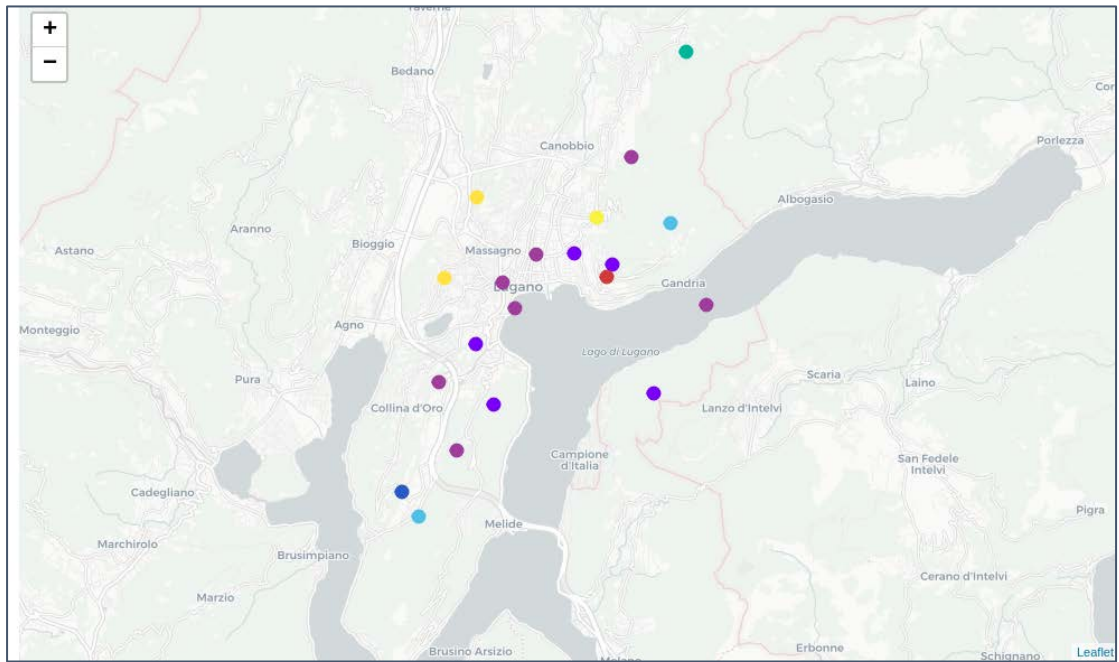 +
Taverne
−
Bedano
Cor
Porlezza
Canobbio
Albogasio
Aranno
Astano
Bioggio
Massagno
Gandria
Lugano
Monteggio
Agno
Lago di Lugano
Scaria
Laino
Pura
Collina d'Oro
Lanzo d'Intelvi
Campione
d'Italia
San Fedele
Intelvi
Cadegliano
Pigra
Melide
Marchirolo
Brusimpiano
Cerano d'Intelvi
Marzio
Erbonne
Brusino Arsizio
Schignano
Leaflet